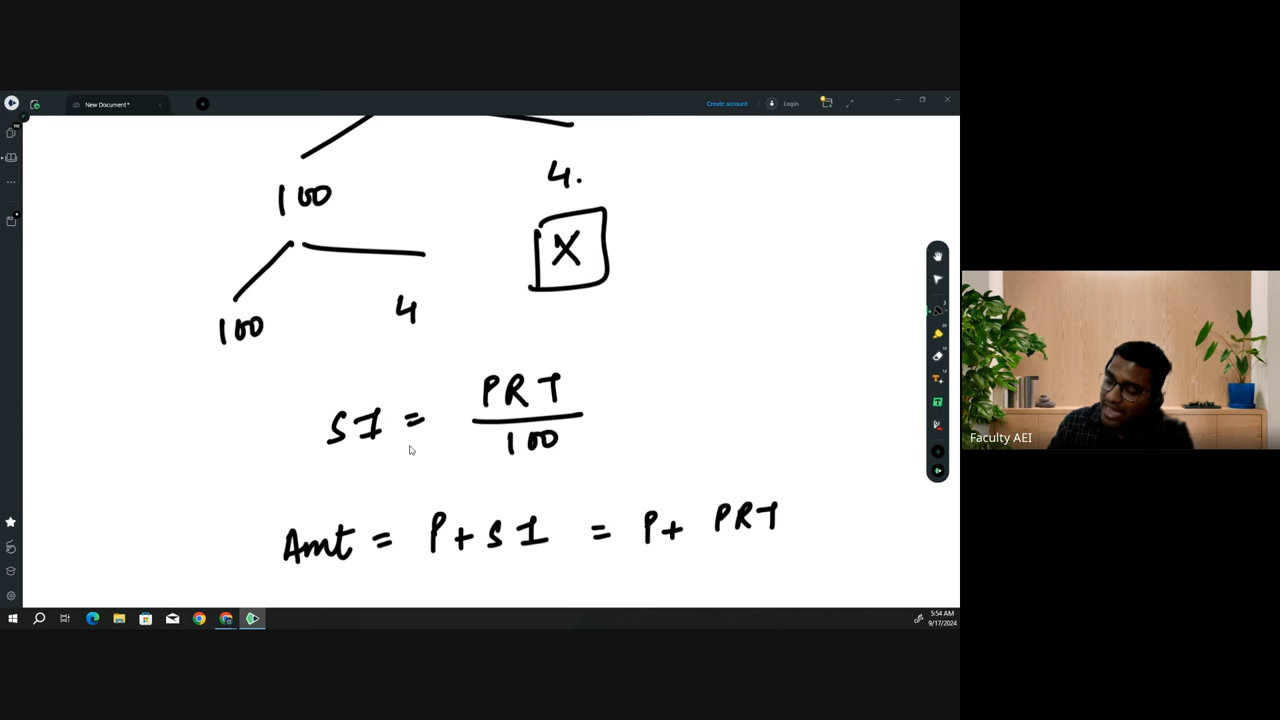 New Document*
Create account
Login
100
4.
X
100
4
SI = PRT
100
Amt = P+SI = P+ PRT
Faculty AEI
5:54 AM
9/17/2024